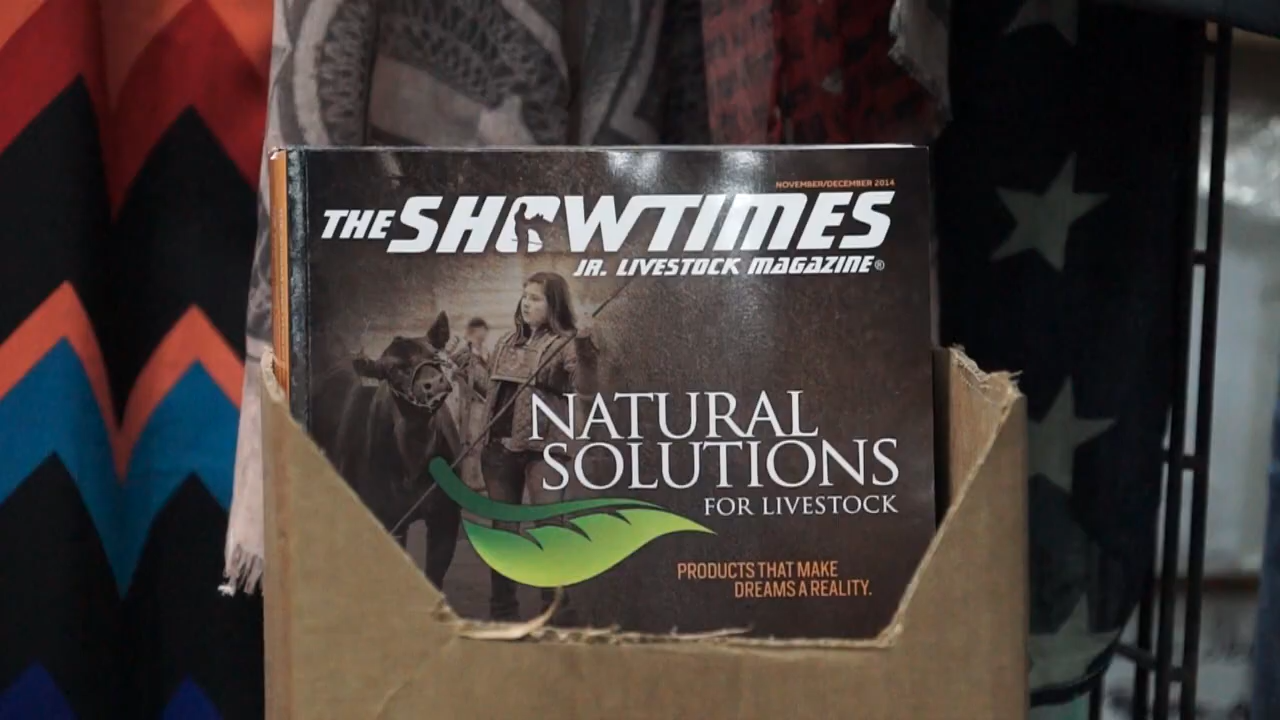 NOVEMBER/DECEMBER 2014
THE SHOWTIMES
JR. LIVESTOCK MAGAZINE®
NATURAL
SOLUTIONS
FOR LIVESTOCK
PRODUCTS THAT MAKE
DREAMS A REALITY.